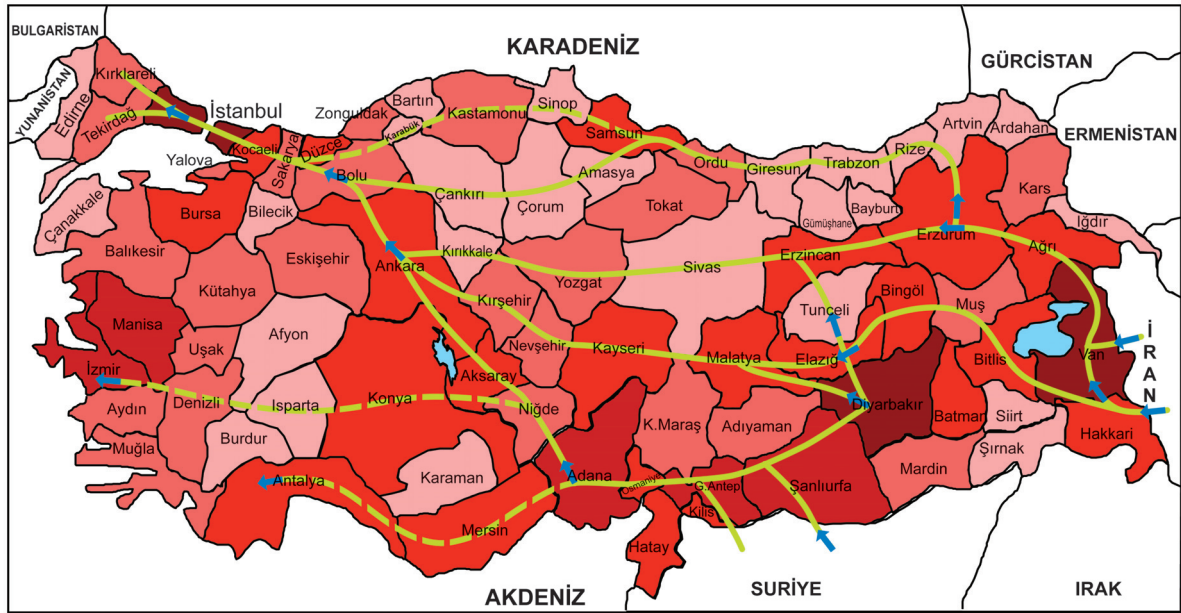 BULGARİSTAN
KARADENİZ
GÜRCİSTAN
YUNANİSTAN
ERMENİSTAN
Kırklareli
Edirne
Tekirdağ
İstanbul
Zonguldak
Bartın
Kastamonu
Sinop
Karabük
Samsun
Artvin
Ardahan
Rize
Kocaeli
Sakarya
Düzce
Yalova
Bolu
Ordu
Giresun
Trabzon
Kars
Çankırı
Amasya
Çorum
Tokat
Gümüşhane
Bayburt
Iğdır
Çanakkale
Bursa
Bilecik
Balıkesir
Eskişehir
Ankara
Kırıkkale
Sivas
Erzincan
Erzurum
Ağrı
Kütahya
Kırşehir
Yozgat
Tunçeli
Bingöl
Muş
Manisa
Uşak
Afyon
Nevşehir
Kayseri
Malatya
Elazığ
Bitlis
Van
İRAN
İzmir
Aksaray
Aydın
Denizli
Isparta
Konya
Niğde
K.Maraş
Adıyaman
Diyarbakır
Batman
Siirt
Hakkari
Muğla
Burdur
Karaman
Adana
Osmaniye
G.Antep
Şanlıurfa
Mardin
Şırnak
Antalya
Mersin
Kilis
Hatay
AKDENİZ
SURİYE
IRAK